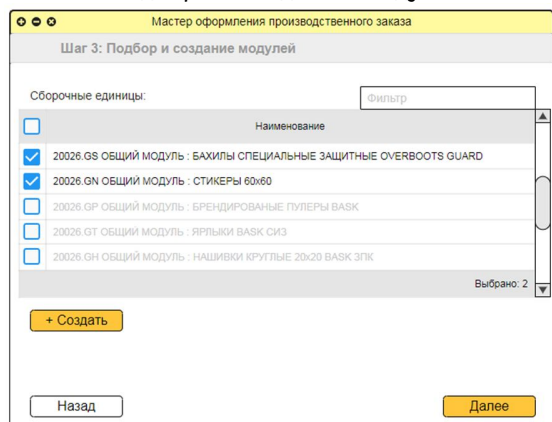 Мастер оформления производственного заказа
Шаг 3: Подбор и создание модулей
Сборочные единицы:
Фильтр
Наименование
20026.GS ОБЩИЙ МОДУЛЬ : БАХИЛЫ СПЕЦИАЛЬНЫЕ ЗАЩИТНЫЕ OVERBOOTS GUARD
20026.GN ОБЩИЙ МОДУЛЬ : СТИКЕРЫ 60x60
20026.GP ОБЩИЙ МОДУЛЬ : БРЕНДИРОВАНЫЕ ПУЛЕРЫ BASK
20026.GT ОБЩИЙ МОДУЛЬ : ЯРЛЫКИ BASK СИЗ
20026.GH ОБЩИЙ МОДУЛЬ : НАШИВКИ КРУГЛЫЕ 20x20 BASK ЗПК
Выбрано: 2
+ Создать
Назад
Далее